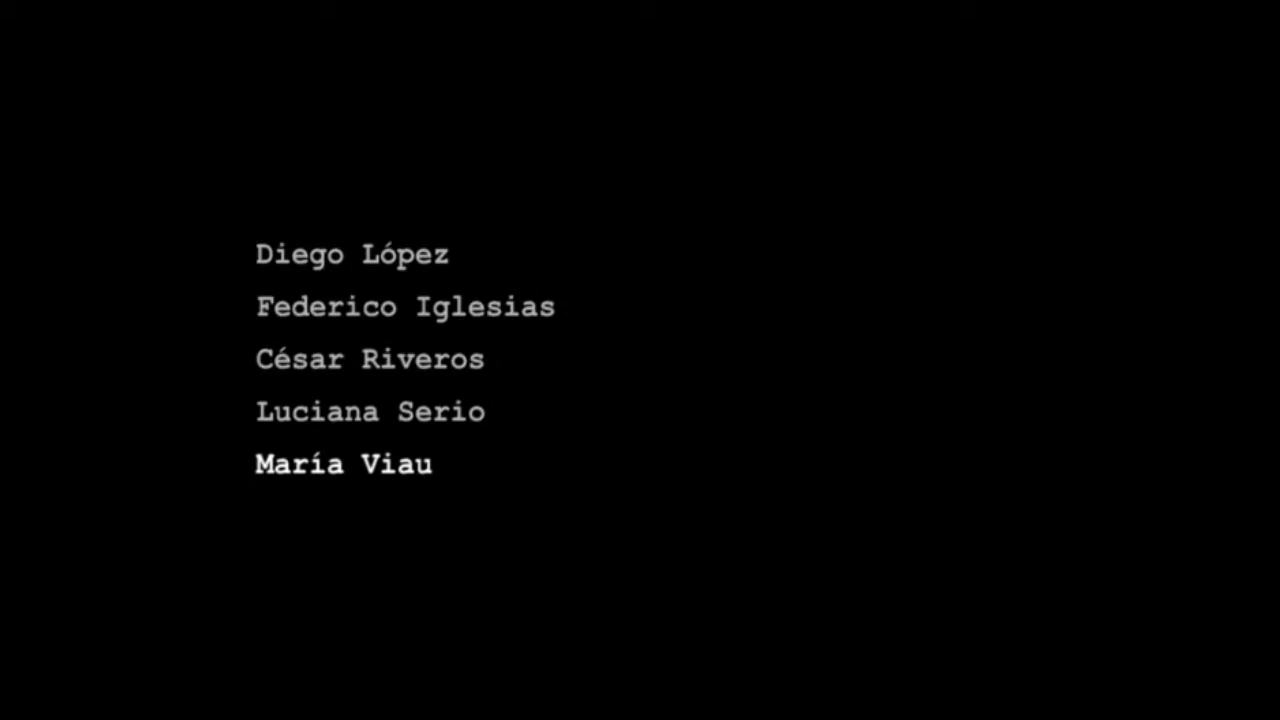 Diego López
Federico Iglesias
César Riveros
Luciana Serio
María Viau